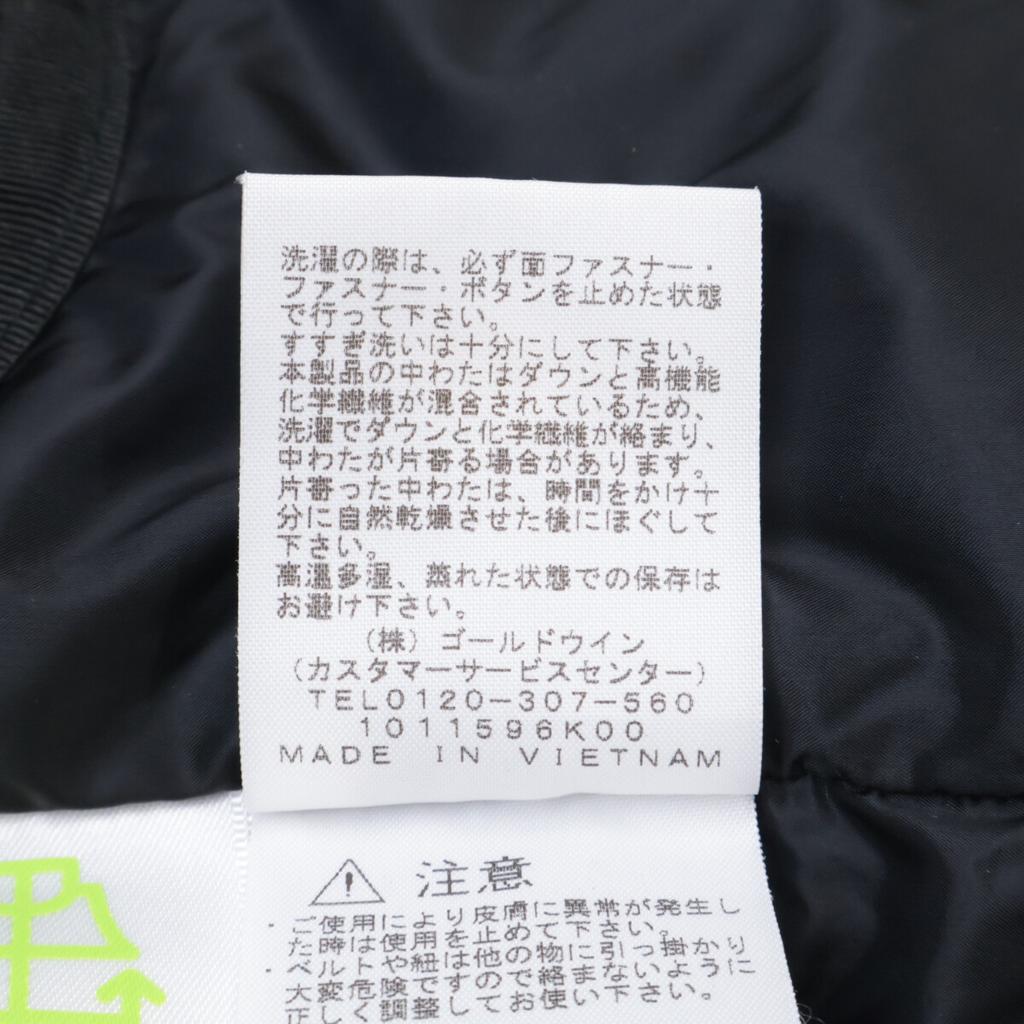 洗濯の際は、必ず面ファスナー・
ファスナー・ボタンを止めた状態
で行って下さい。
すすぎ洗いは十分にして下さい。
本製品の中わたはダウンと高機能
化学繊維が混合されているため、
洗濯でダウンと化学繊維が絡まり、
中わたが片寄る場合があります。
片寄った中わたは、時間をかけ十
分に自然乾燥させた後にほぐして
下さい。
高温多湿、蒸れた状態での保存は
お避け下さい。
(株)ゴールドウイン
(カスタマーサービスセンター)
TEL0120-307-560
1011596K00
MADE IN VIETNAM
注意
・ご使用により皮膚に異常が発生し
た時は使用を止めて下さい。
・ベルトや紐は他の物に引っ掛かり
大変危険ですので絡まないように
正しく調整してお使い下さい。